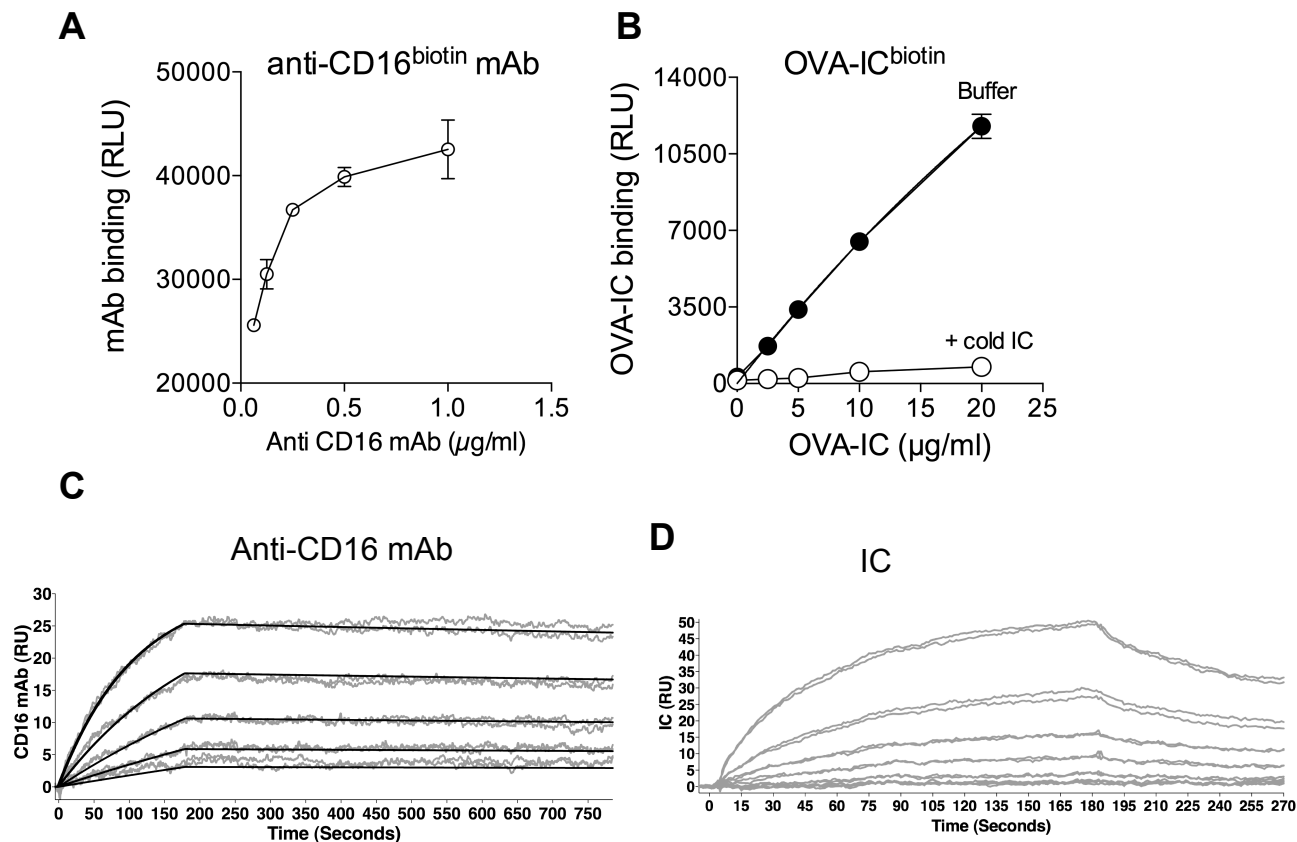 A
anti-CD16biotin mAb
50000
40000
30000
20000
mAb binding (RLU)
0.0 0.5 1.0 1.5
Anti CD16 mAb (µg/ml)
B
OVA-ICbiotin
14000
10500
7000
3500
0
OVA-IC binding (RLU)
Buffer
+ cold IC
0 5 10 15 20 25
OVA-IC (µg/ml)
C
Anti-CD16 mAb
30
25
20
15
10
5
0
CD16 mAb (RU)
0 50 100 150 200 250 300 350 400 450 500 550 600 650 700 750
Time (Seconds)
D
IC
50
45
40
35
30
25
20
15
10
5
0
IC (RU)
0 15 30 45 60 75 90 105 120 135 150 165 180 195 210 225 240 255 270
Time (Seconds)